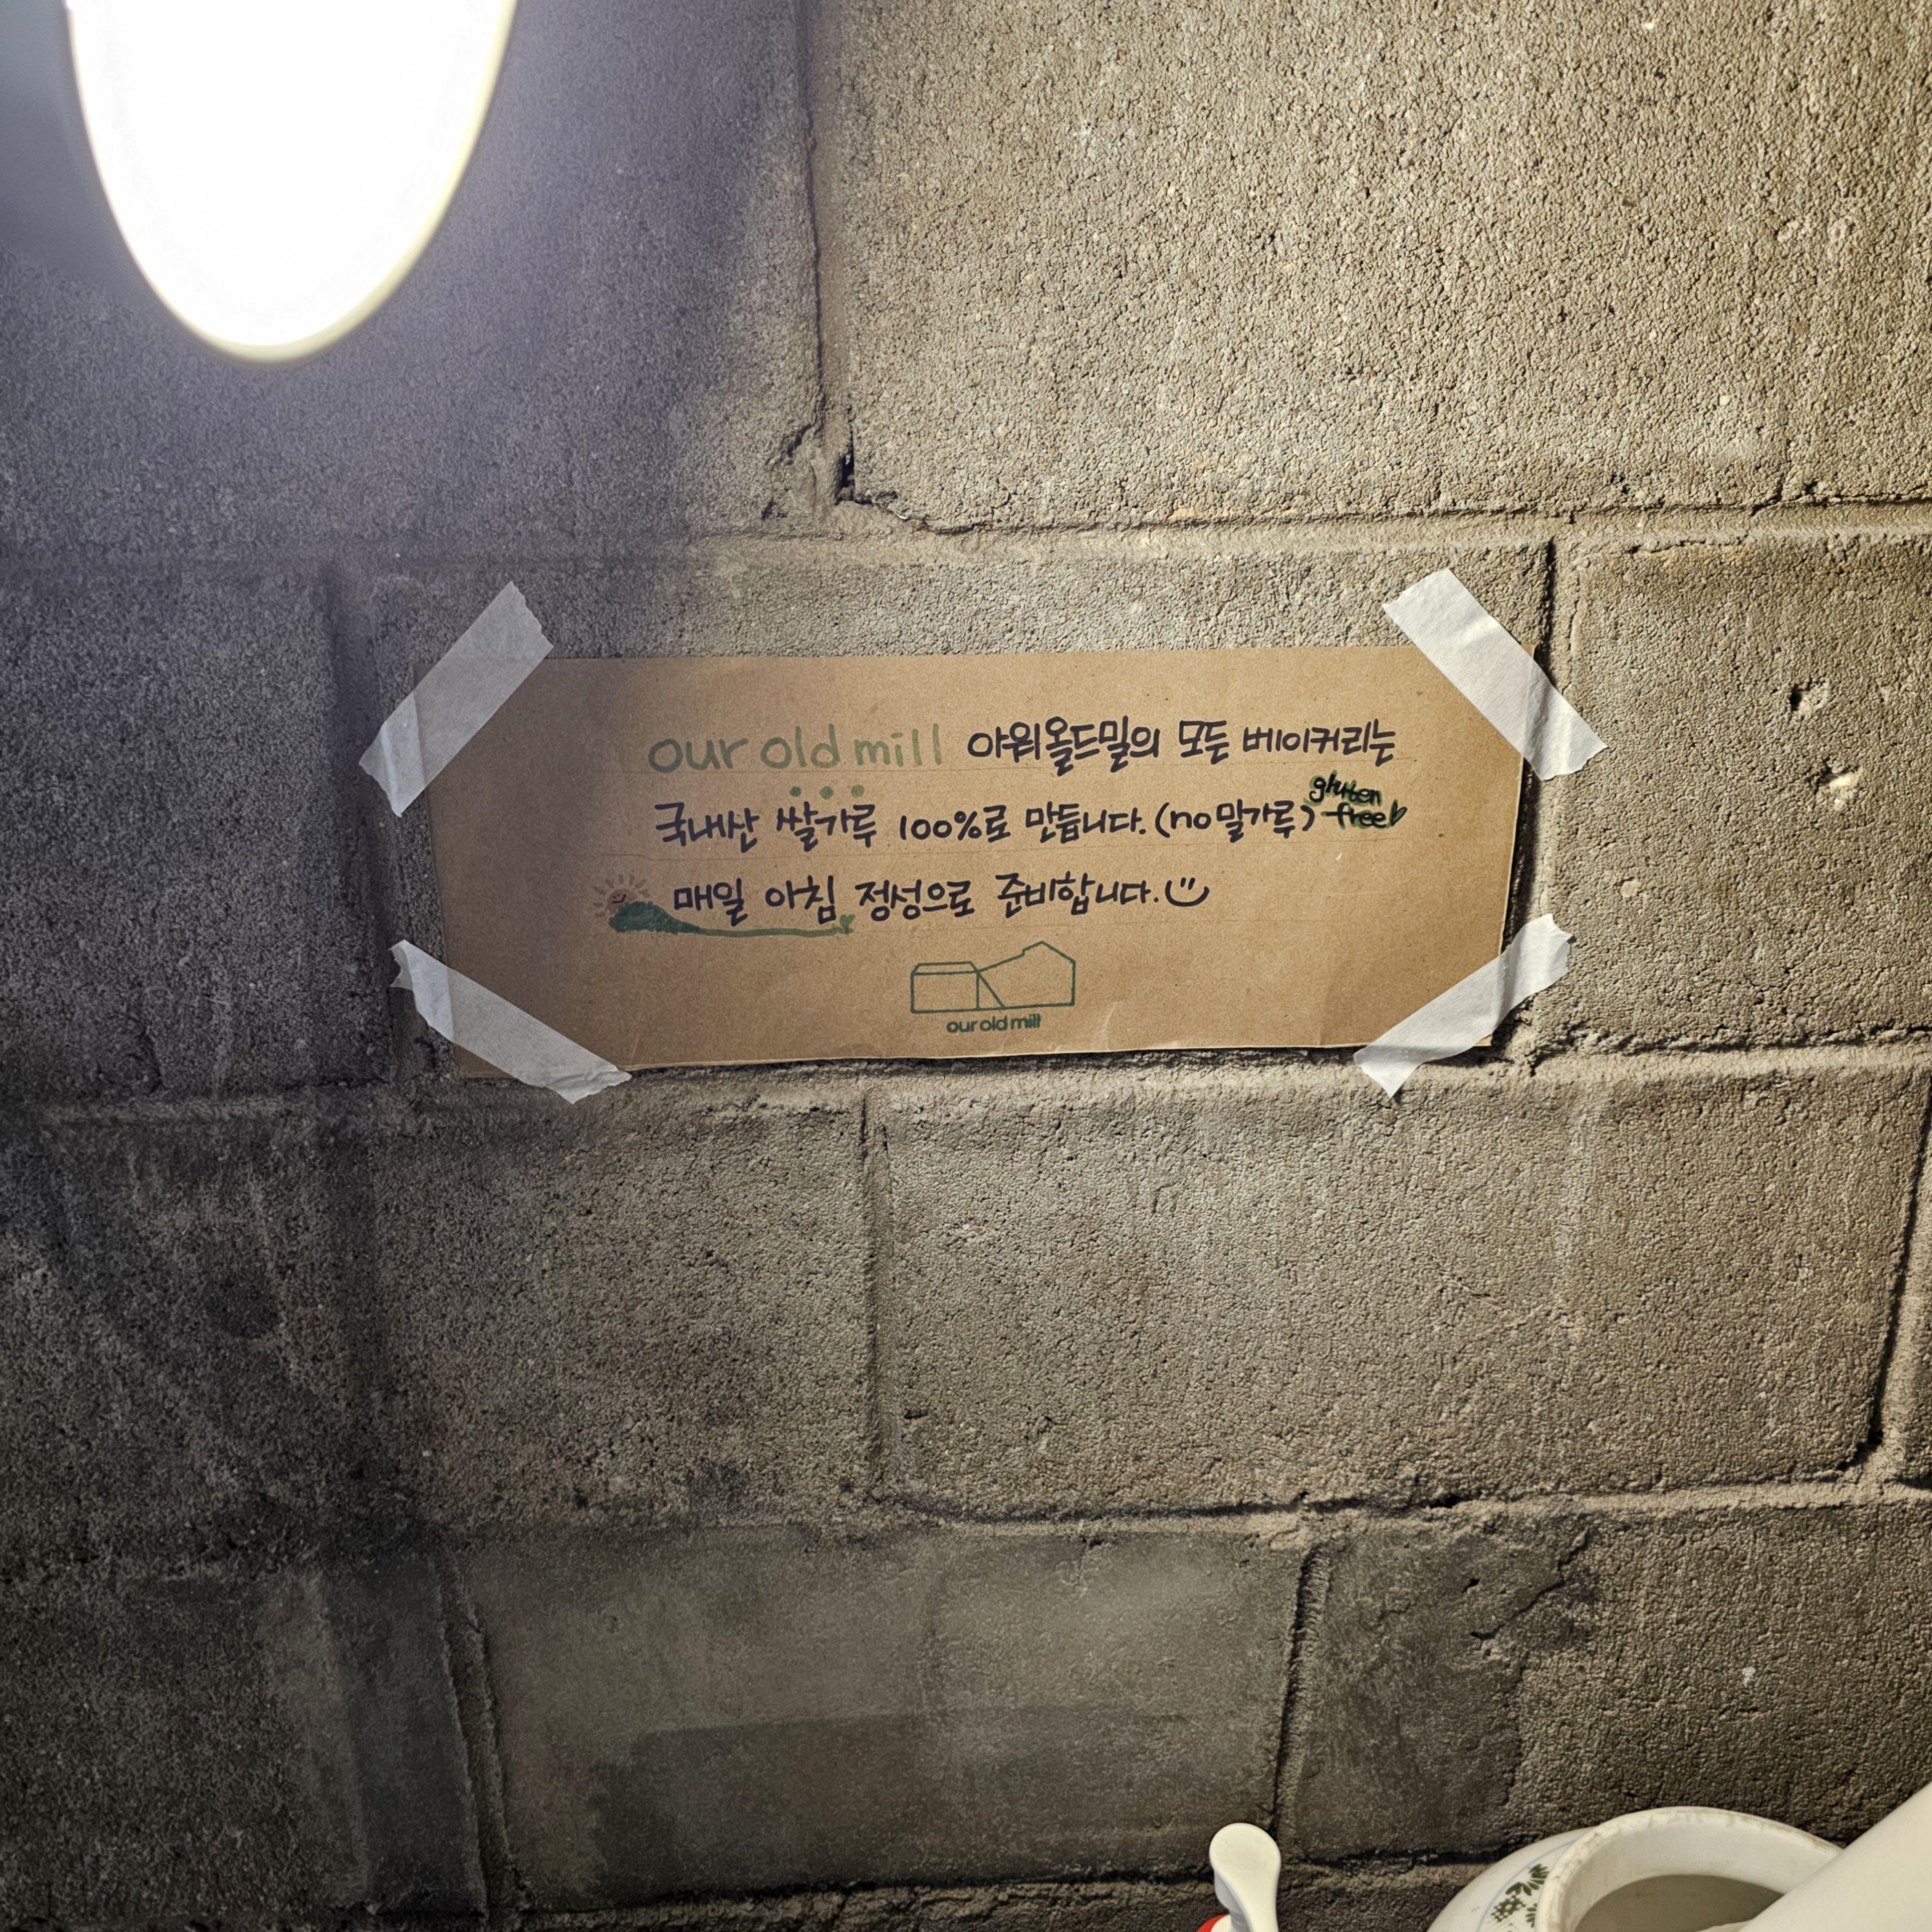 our old mill 아워올드밀의 모든 베이커리는
국내산 쌀가루 100%로 만듭니다. (no 밀가루) gluten free♡
매일 아침 정성으로 준비합니다.
our old mill